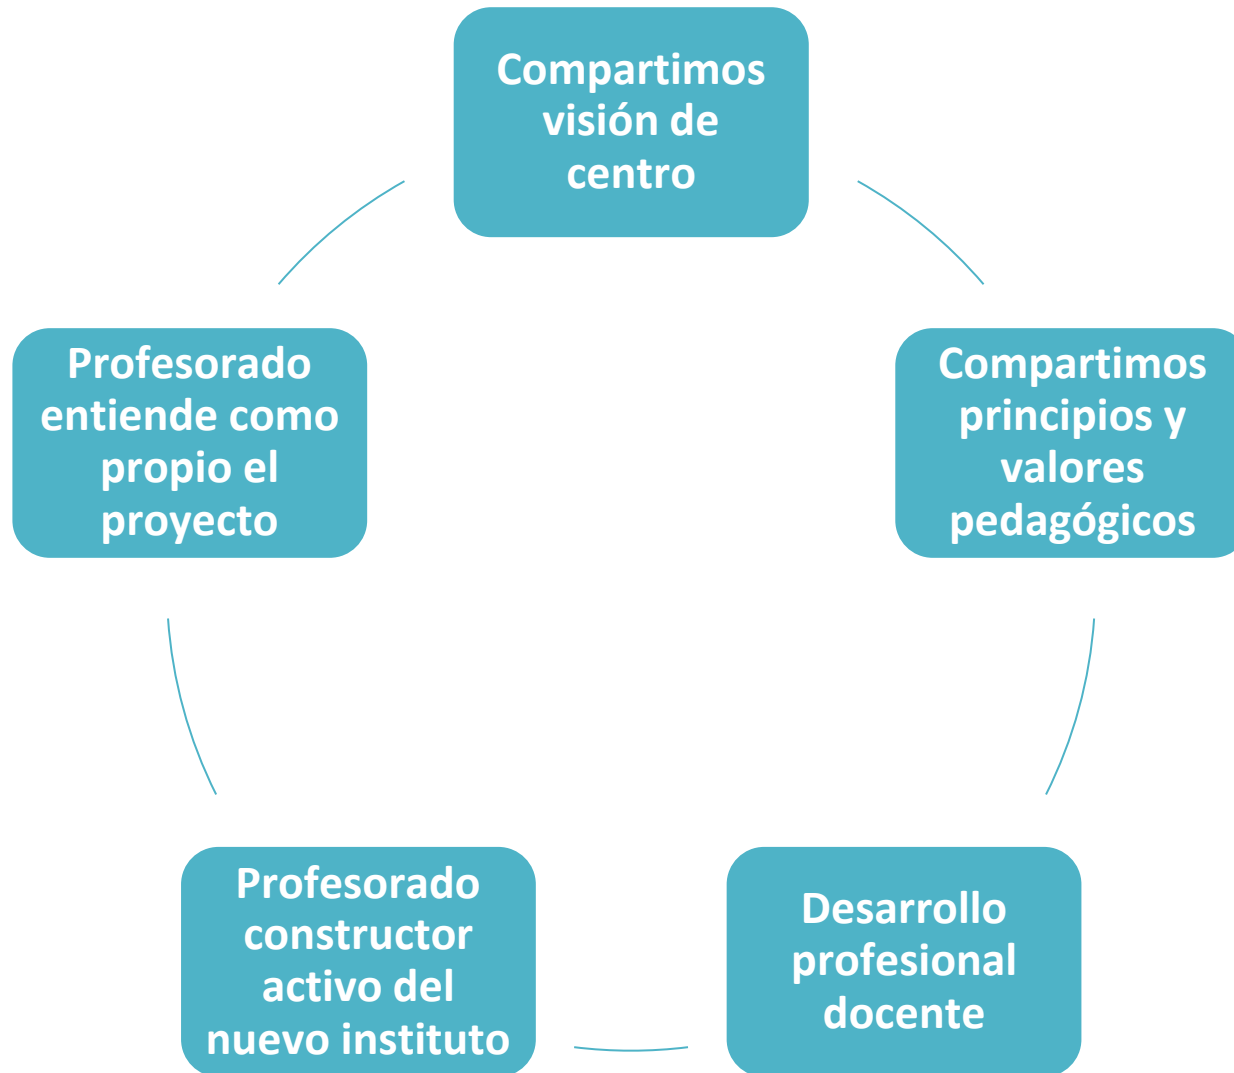 Compartimos
visión de
centro
Profesorado
entiende como
propio el
proyecto
Compartimos
principios y
valores
pedagógicos
Profesorado
constructor
activo del
nuevo instituto
Desarrollo
profesional
docente